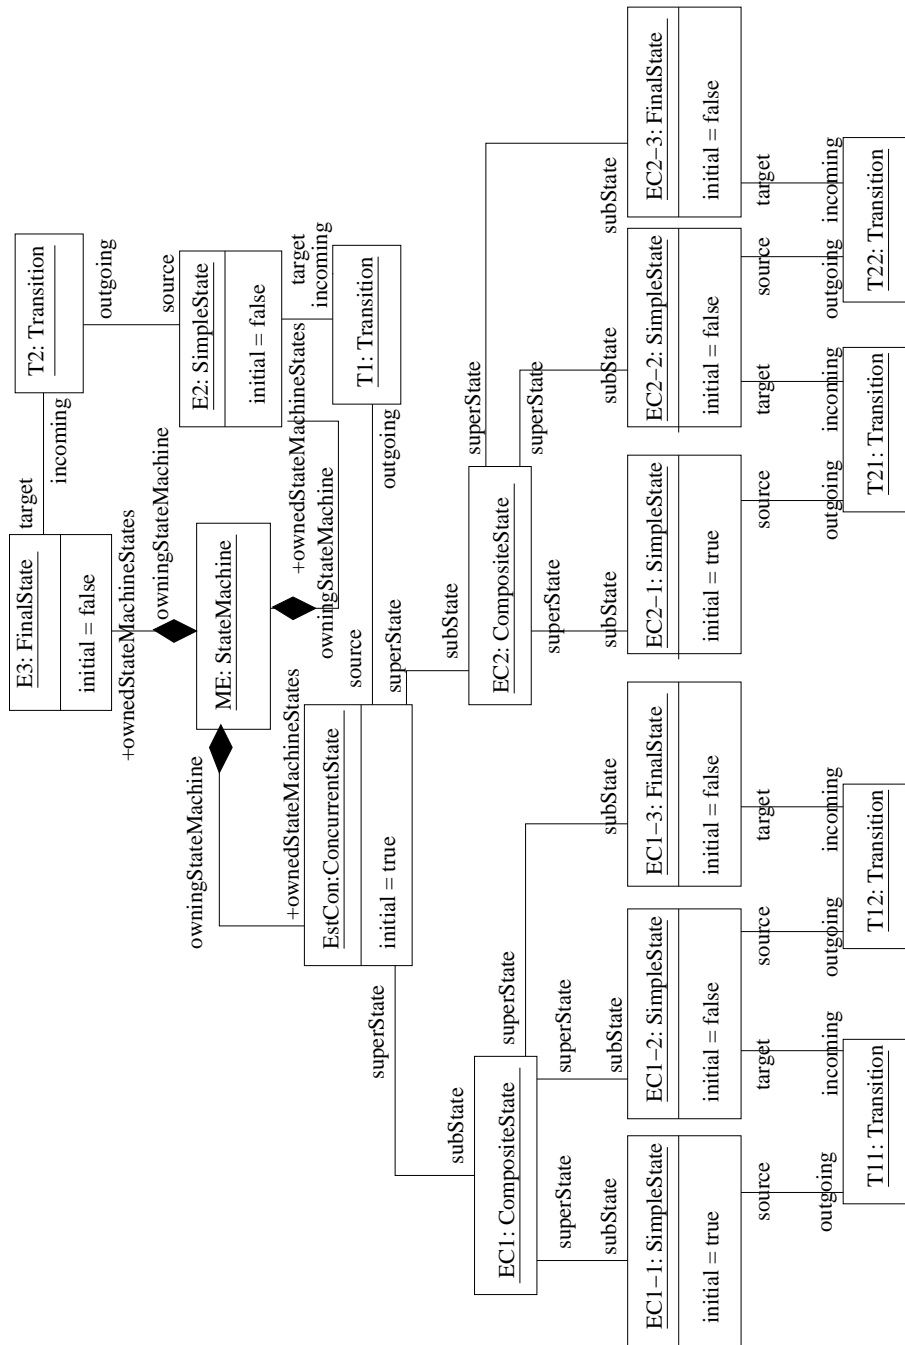 E3: FinalState
initial = false
target
incoming
T2: Transition
outgoing
source
+ownedStateMachineStates
owningStateMachine
ME: StateMachine
E2: SimpleState
initial = false
owningStateMachine
+ownedStateMachineStates
owningStateMachine
+ownedStateMachineStates
target
incoming
T1: Transition
outgoing
source
EstCon:ConcurrentState
initial = true
superState
superState
subState
subState
EC1: CompositeState
EC2: CompositeState
superState
superState
superState
superState
superState
superState
subState
subState
subState
subState
subState
subState
EC1−1: SimpleState
initial = true
EC1−2: SimpleState
initial = false
EC1−3: FinalState
initial = false
EC2−1: SimpleState
initial = true
EC2−2: SimpleState
initial = false
EC2−3: FinalState
initial = false
source
target
source
target
source
target
source
target
outgoing
incoming
outgoing
incoming
outgoing
incoming
outgoing
incoming
T11: Transition
T12: Transition
T21: Transition
T22: Transition